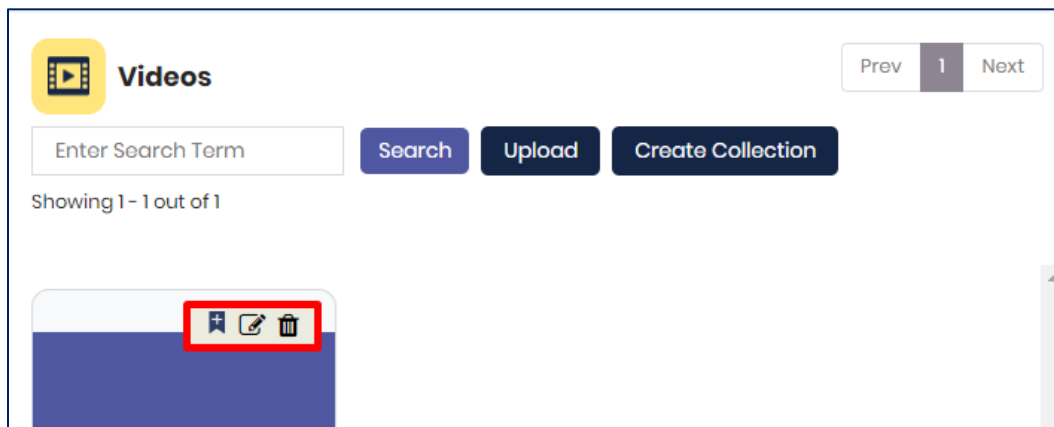 Videos
Prev 1 Next
Enter Search Term Search Upload Create Collection
Showing 1 - 1 out of 1